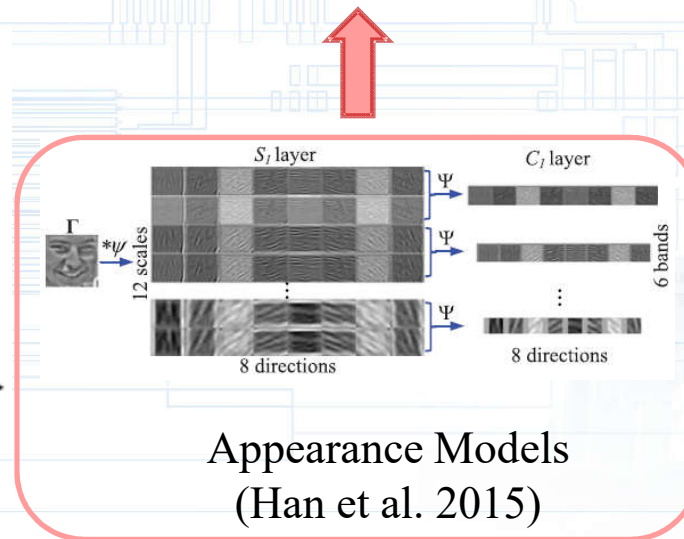 S₁ layer
C₁ layer
Γ
*ψ
12 scales
Ψ
Ψ
⋮
Ψ
8 directions
6 bands
⋮
8 directions
Appearance Models
(Han et al. 2015)